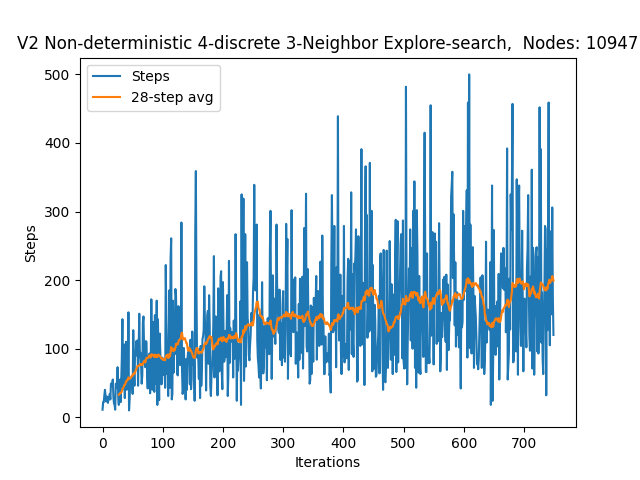 V2 Non-deterministic 4-discrete 3-Neighbor Explore-search,  Nodes: 10947
Steps
28-step avg
500
400
300
200
100
0
Steps
0 100 200 300 400 500 600 700
Iterations